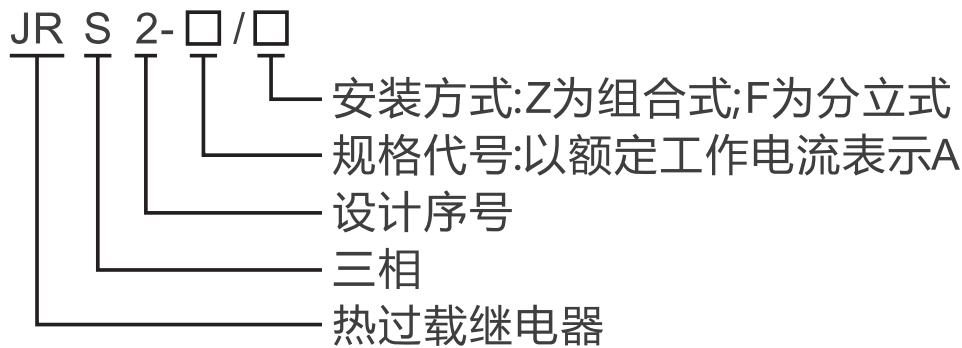 JR S 2-□/□
安装方式:Z为组合式;F为分立式
规格代号:以额定工作电流表示A
设计序号
三相
热过载继电器